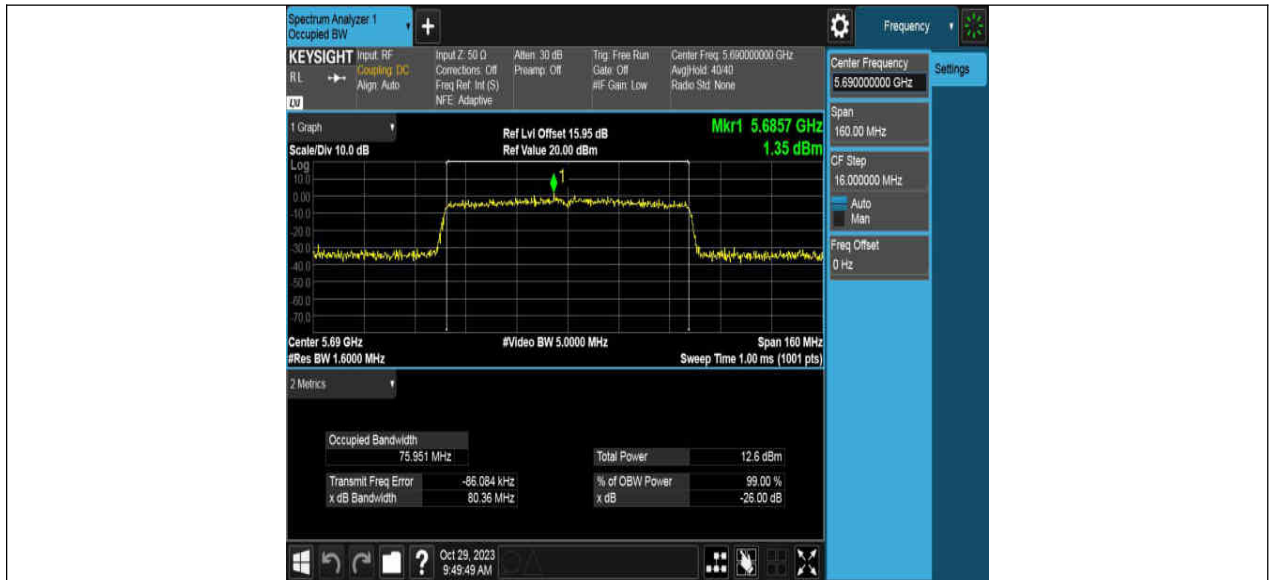 Spectrum Analyzer 1
Occupied BW
+
Frequency
KEYSIGHT
RL
Input: RF
Coupling: DC
Align: Auto
Input Z: 50 Ω
Corrections: Off
Freq Ref: Int (S)
NFE: Adaptive
Atten: 30 dB
Preamp: Off
Trig: Free Run
Gate: Off
#IF Gain: Low
Center Freq: 5.690000000 GHz
Avg|Hold: 40/40
Radio Std: None
Center Frequency
5.690000000 GHz
Settings
Span
160.00 MHz
CF Step
16.000000 MHz
Auto
Man
Freq Offset
0 Hz
1 Graph
Scale/Div 10.0 dB
Ref Lvl Offset 15.95 dB
Ref Value 20.00 dBm
Mkr1 5.6857 GHz
1.35 dBm
Log
10.0
0.00
-10.0
-20.0
-30.0
-40.0
-50.0
-60.0
-70.0
1
Center 5.69 GHz
#Video BW 5.0000 MHz
Span 160 MHz
#Res BW 1.6000 MHz
Sweep Time 1.00 ms (1001 pts)
2 Metrics
Occupied Bandwidth
75.951 MHz
Total Power 12.6 dBm
Transmit Freq Error -86.084 kHz
% of OBW Power 99.00 %
x dB Bandwidth 80.36 MHz
x dB -26.00 dB
?
Oct 29, 2023
9:49:49 AM